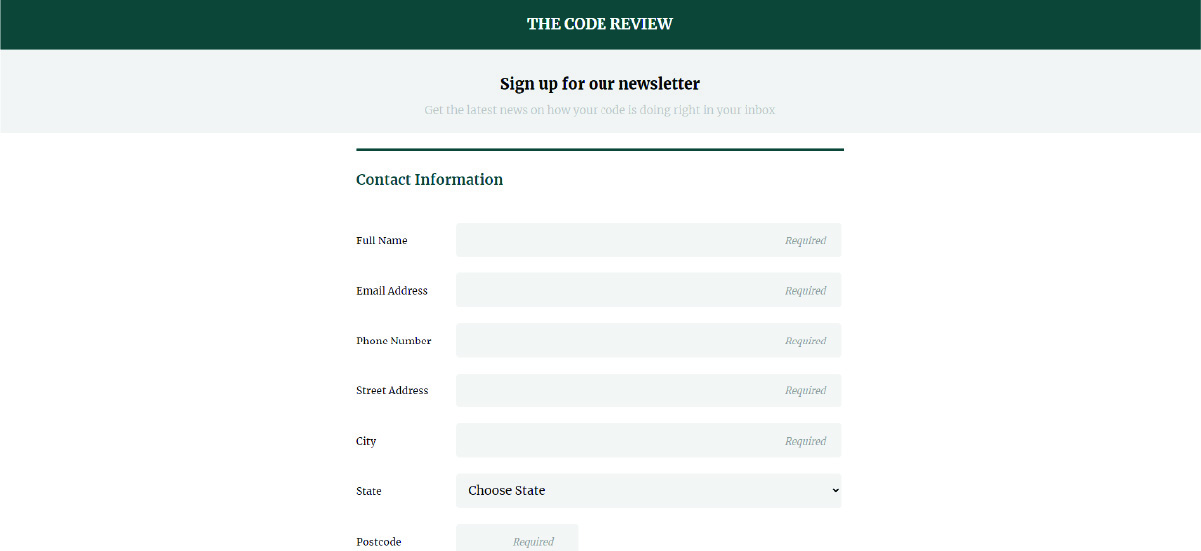 THE CODE REVIEW
Sign up for our newsletter
Get the latest news on how your code is doing right in your inbox
Contact Information
Full Name Required
Email Address Required
Phone Number Required
Street Address Required
City Required
State Choose State
Postcode Required